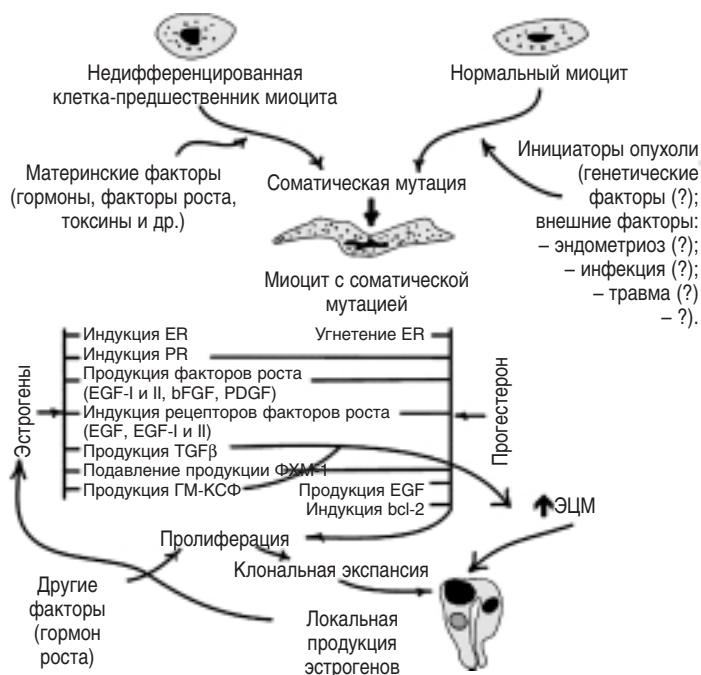 Недифференцированная
клетка-предшественник миоцита
Нормальный миоцит
Материнские факторы
(гормоны, факторы роста,
токсины и др.)
Соматическая мутация
Инициаторы опухоли
(генетические
факторы (?);
внешние факторы:
– эндометриоз (?);
– инфекция (?);
– травма (?)
– ?).
Миоцит с соматической
мутацией
Эстрогены
Индукция ER
Индукция PR
Продукция факторов роста
(EGF-I и II, bFGF, PDGF)
Индукция рецепторов факторов роста
(EGF, EGF-I и II)
Продукция TGFβ
Подавление продукции ФХМ-1
Продукция ГМ-КСФ
Угнетение ER
Продукция EGF
Индукция bcl-2
Прогестерон
ЭЦМ
Пролиферация
Клональная экспансия
Другие
факторы
(гормон
роста)
Локальная
продукция
эстрогенов